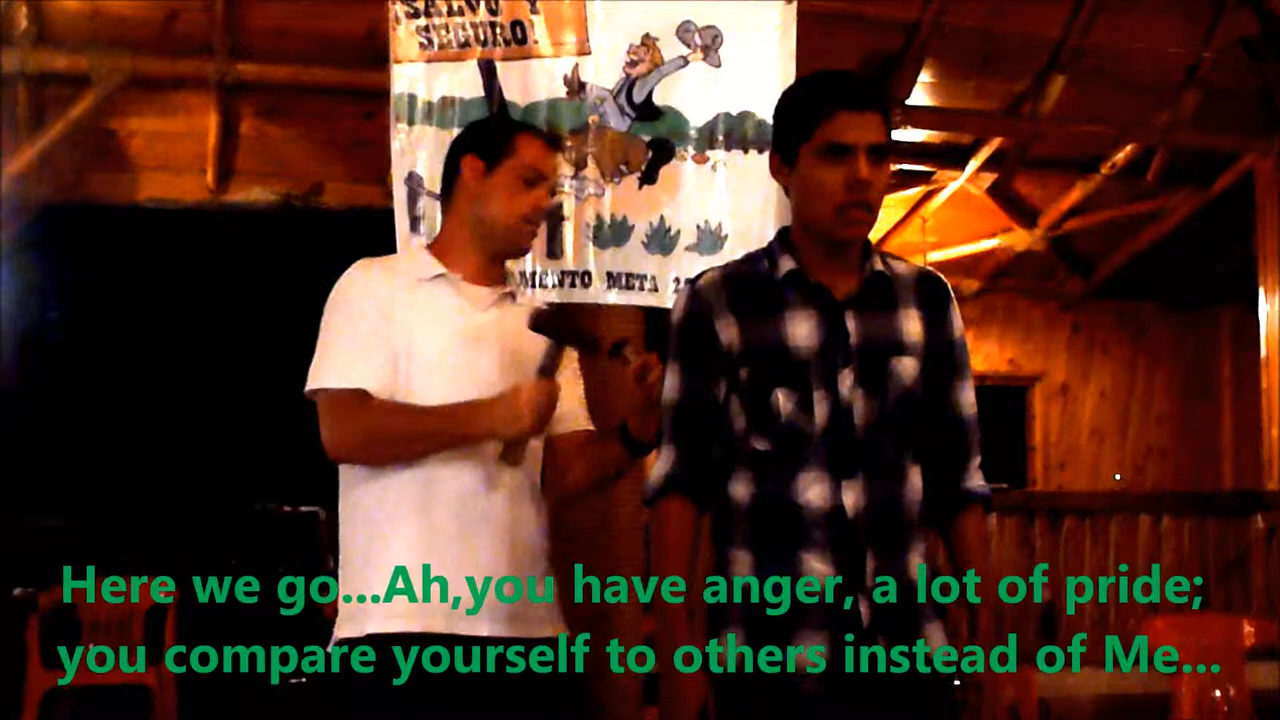 ¡SALVO Y
SEGURO!
META
Here we go...Ah,you have anger, a lot of pride;
you compare yourself to others instead of Me...